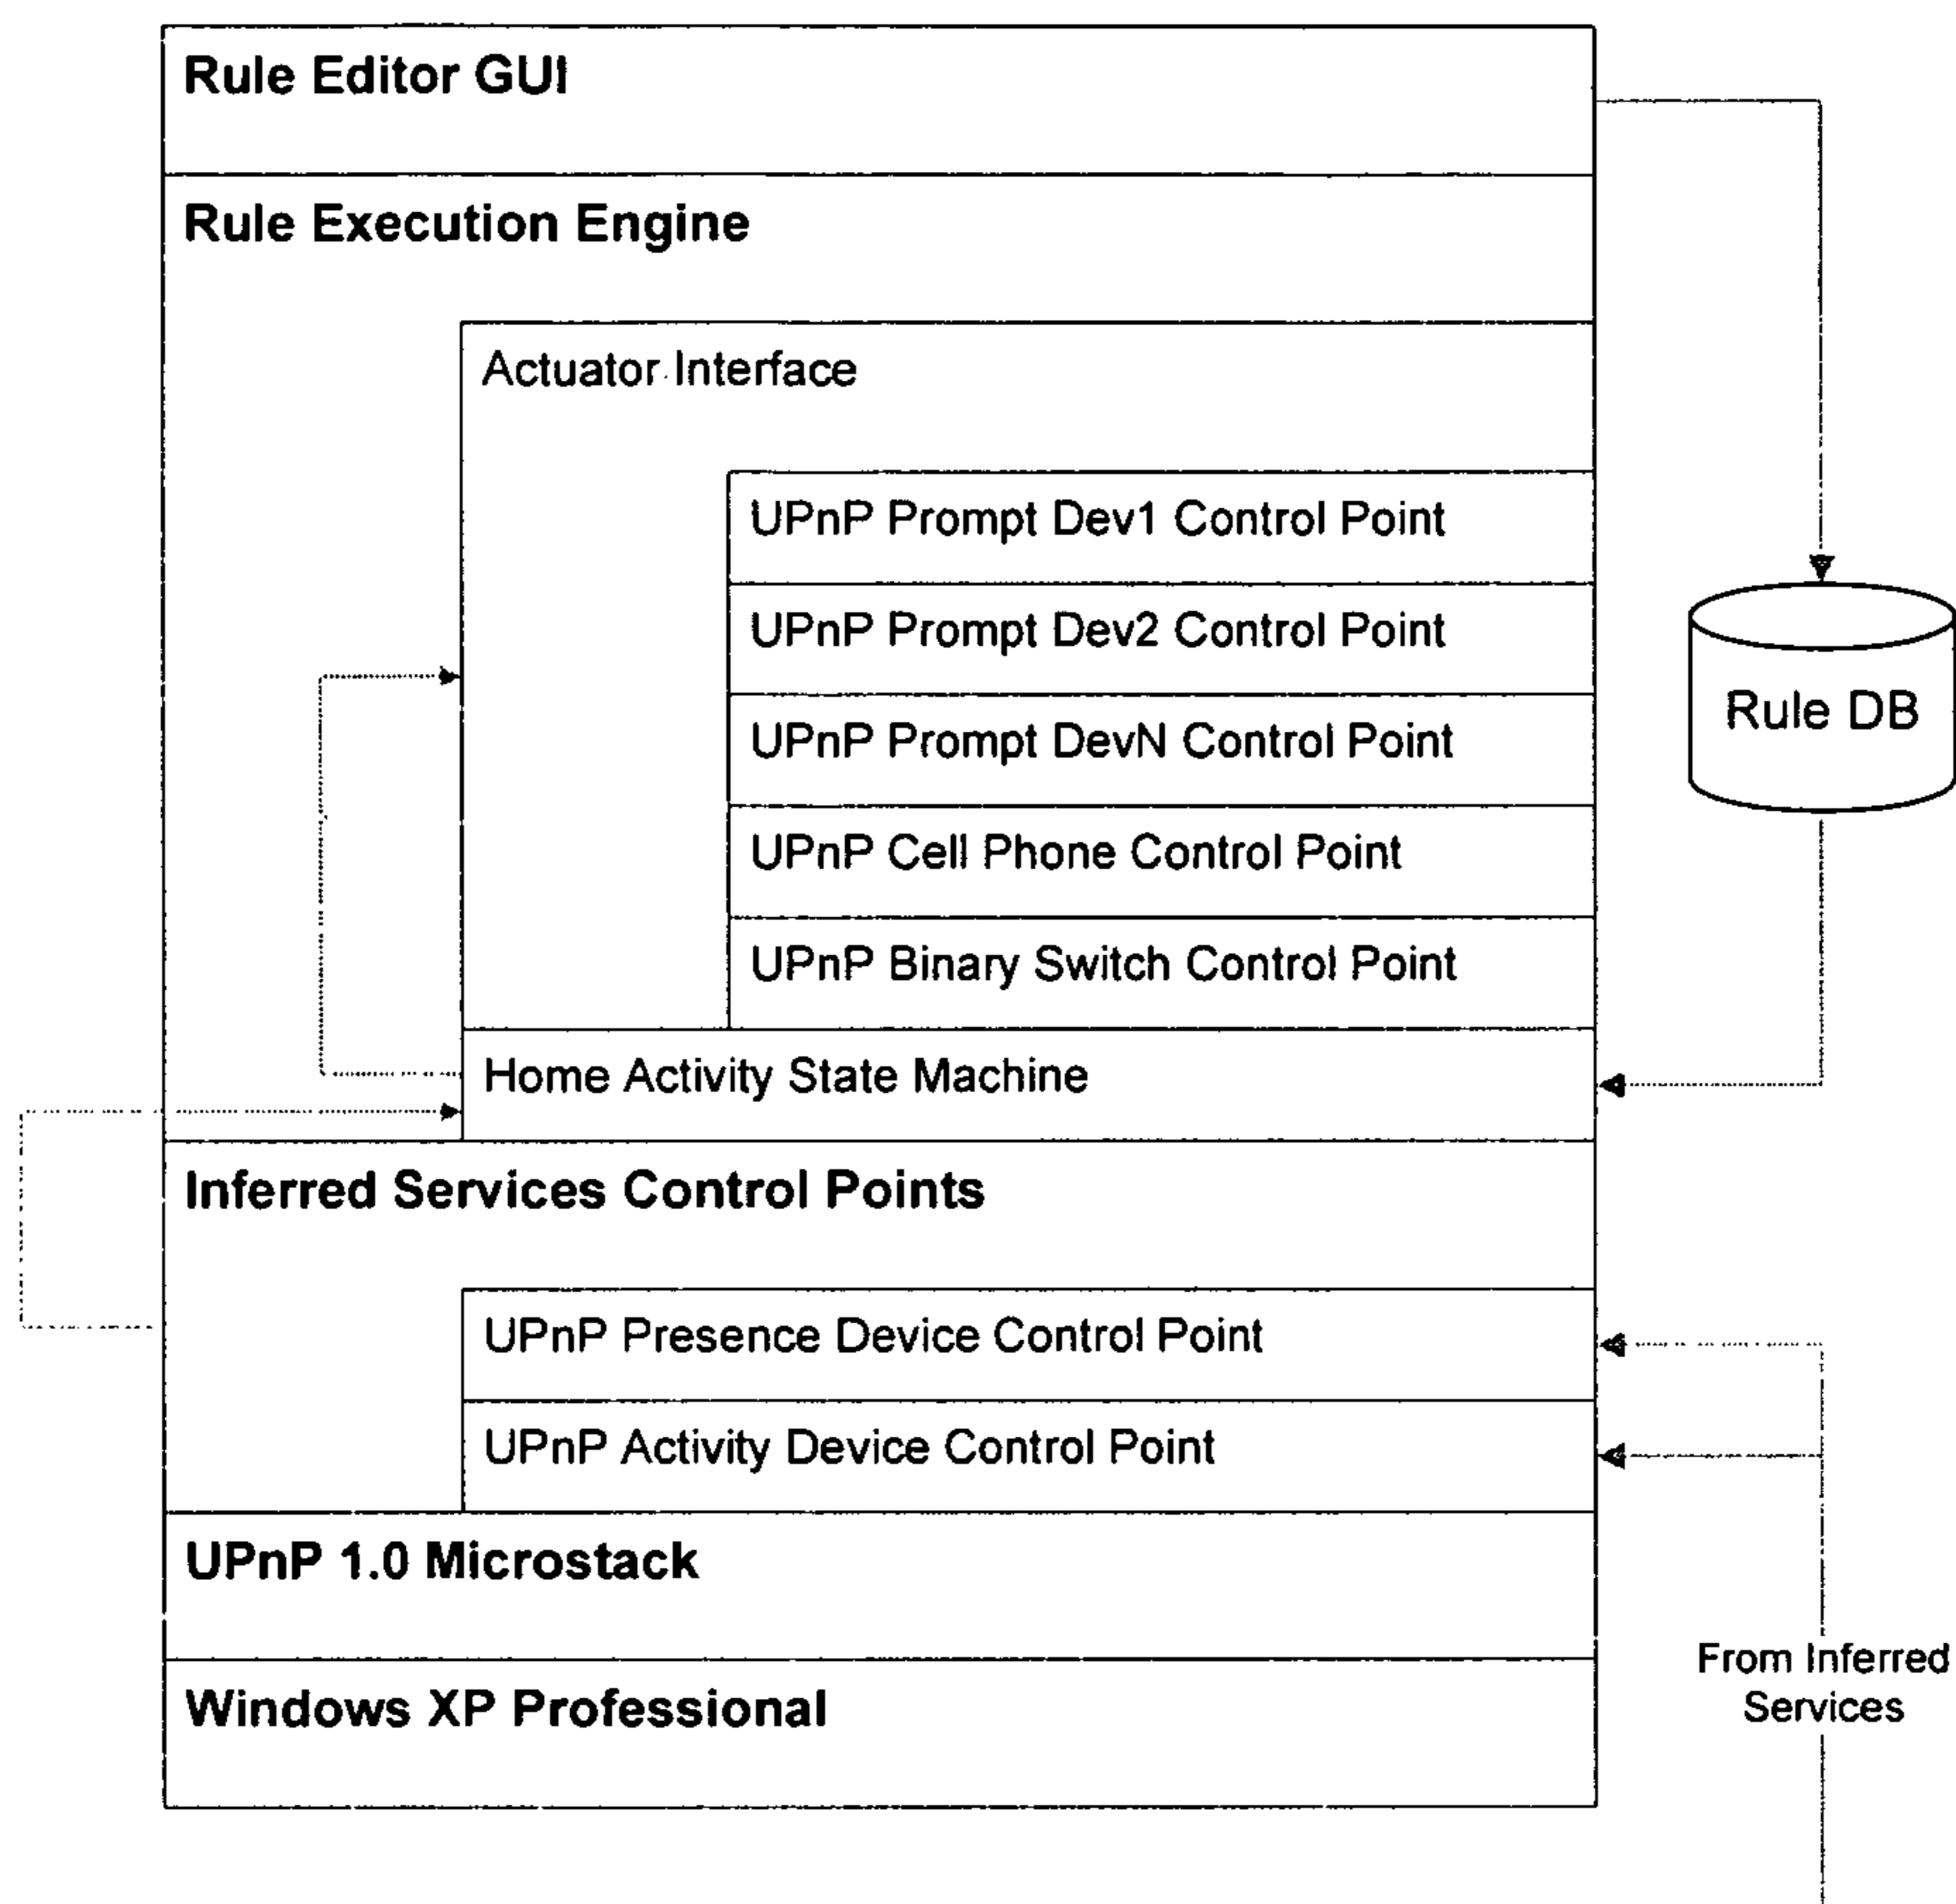 Rule Editor GUI
Rule Execution Engine
Actuator Interface
UPnP Prompt Dev1 Control Point
UPnP Prompt Dev2 Control Point
UPnP Prompt DevN Control Point
UPnP Cell Phone Control Point
UPnP Binary Switch Control Point
Rule DB
Home Activity State Machine
Inferred Services Control Points
UPnP Presence Device Control Point
UPnP Activity Device Control Point
UPnP 1.0 Microstack
Windows XP Professional
From Inferred
Services